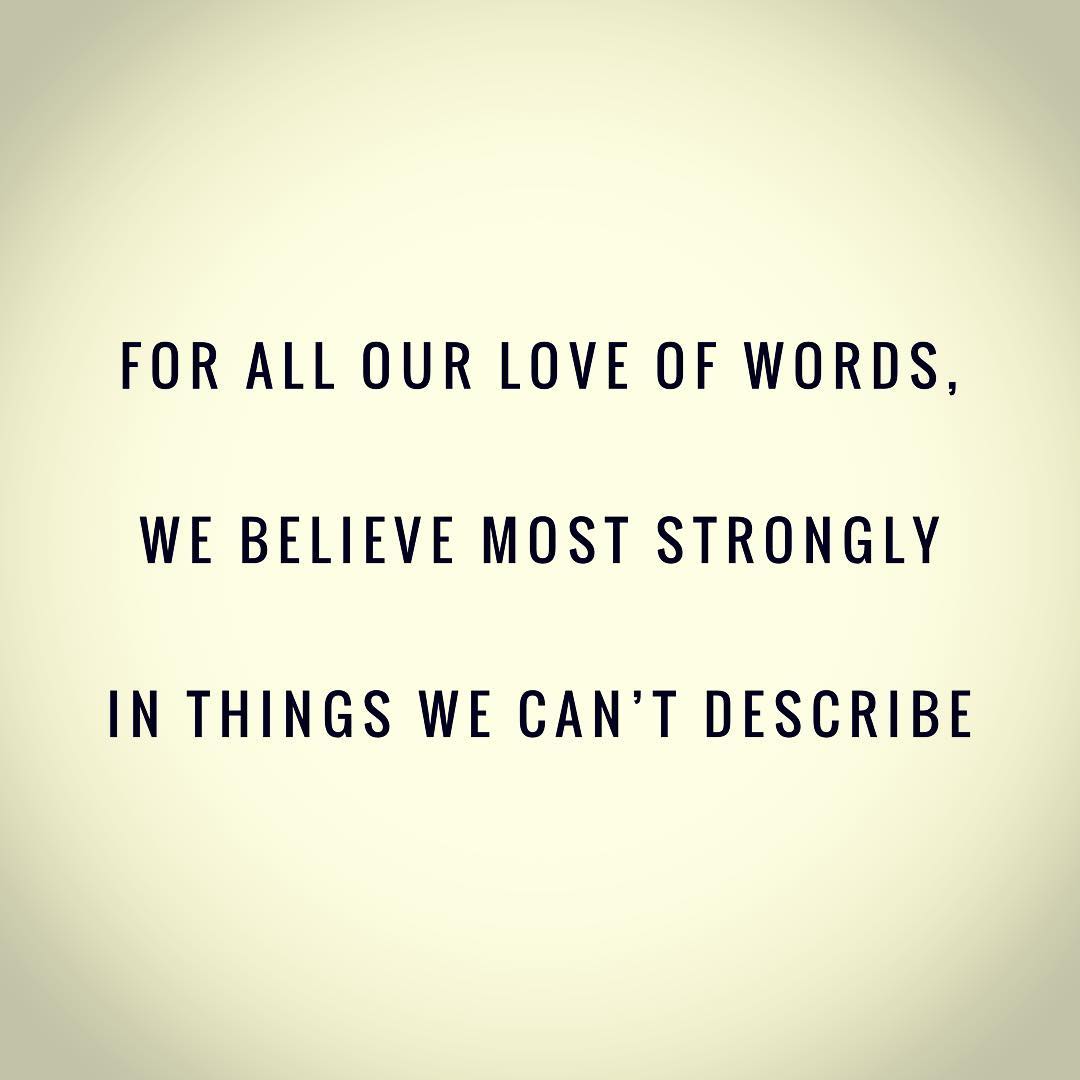 FOR ALL OUR LOVE OF WORDS,
WE BELIEVE MOST STRONGLY
IN THINGS WE CAN’T DESCRIBE